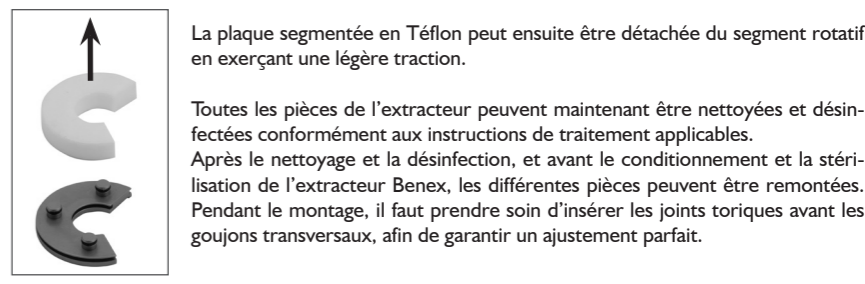 La plaque segmentée en Téflon peut ensuite être détachée du segment rotatif
en exerçant une légère traction.
Toutes les pièces de l’extracteur peuvent maintenant être nettoyées et désin-
fectées conformément aux instructions de traitement applicables.
Après le nettoyage et la désinfection, et avant le conditionnement et la stéri-
lisation de l’extracteur Benex, les différentes pièces peuvent être remontées.
Pendant le montage, il faut prendre soin d’insérer les joints toriques avant les
goujons transversaux, afin de garantir un ajustement parfait.